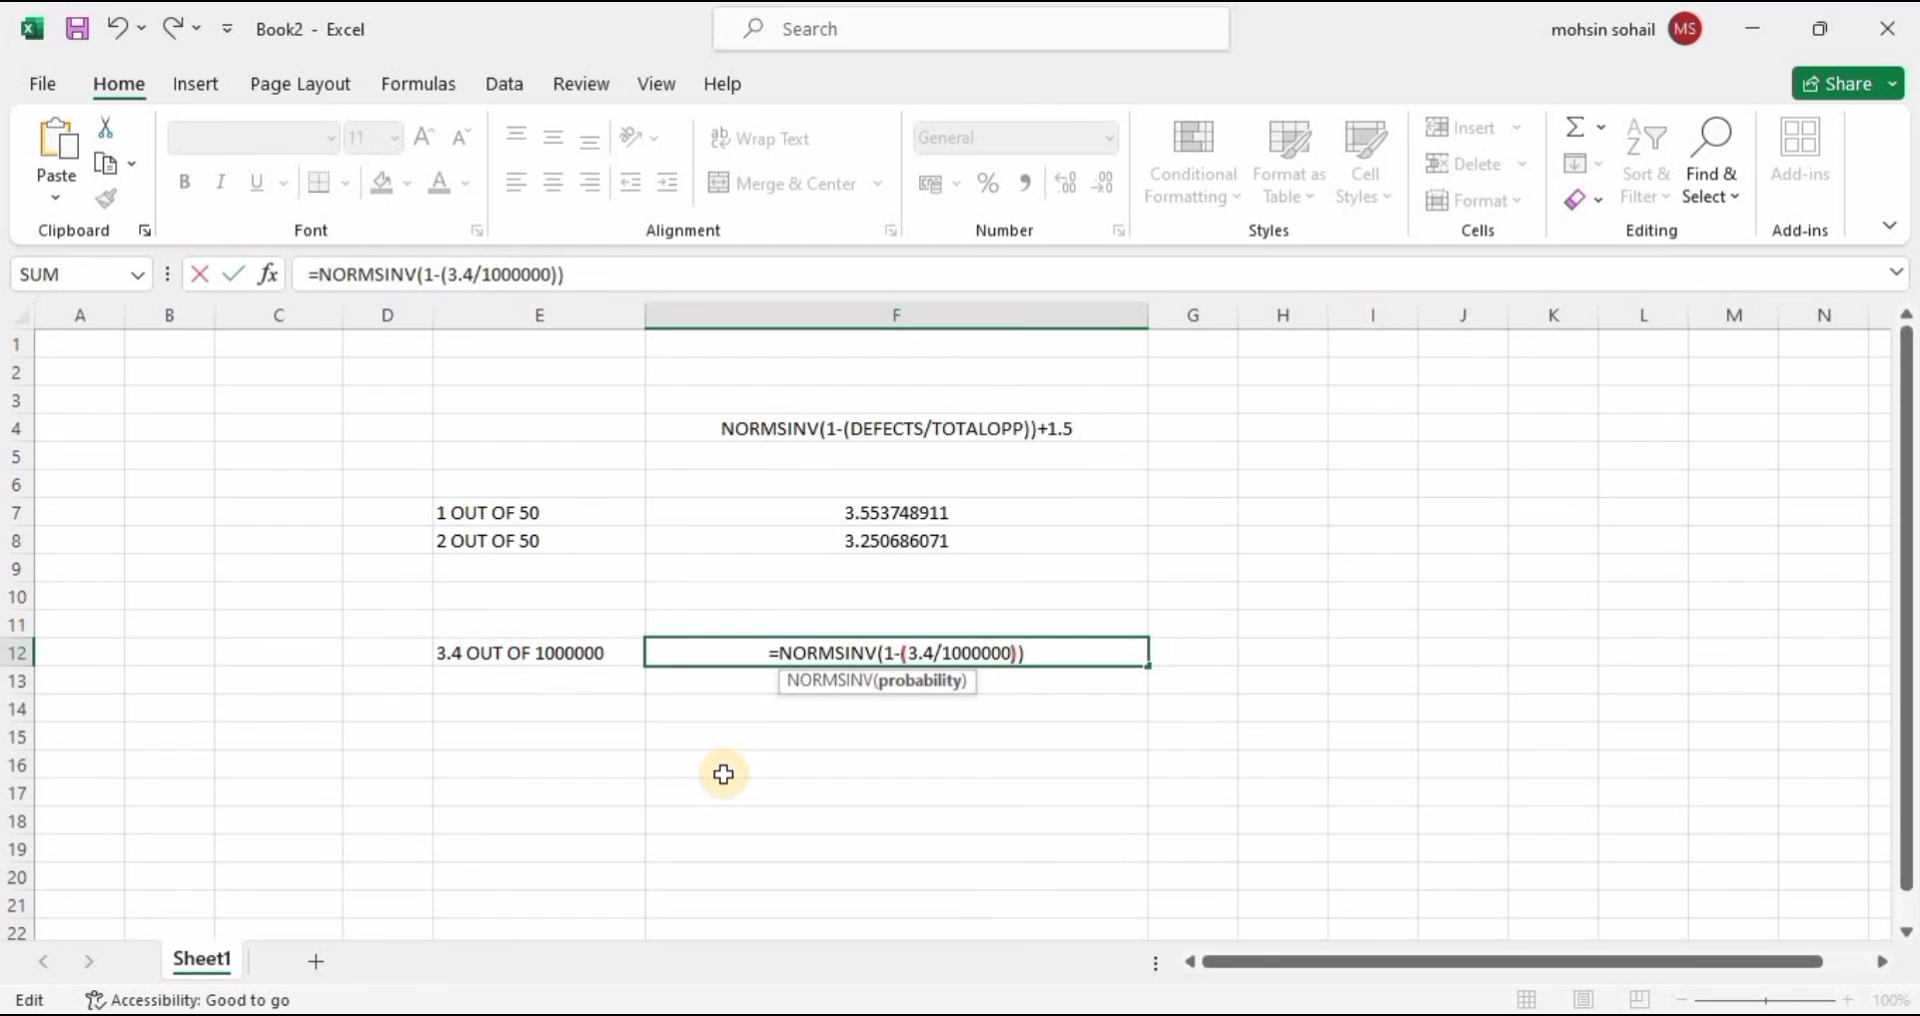 Book2 - Excel
Search
mohsin sohail
MS
File Home Insert Page Layout Formulas Data Review View Help
Share
Paste
Clipboard
11
B I U
Font
Wrap Text
Merge & Center
Alignment
General
Number
Conditional Formatting
Format as Table
Cell Styles
Styles
Insert
Delete
Format
Cells
Sort & Filter
Find & Select
Editing
Add-ins
Add-ins
SUM
fx
=NORMSINV(1-(3.4/1000000))
A B C D E F G H I J K L M N
1
2
3
4 NORMSINV(1-(DEFECTS/TOTALOPP))+1.5
5
6
7 1 OUT OF 50 3.553748911
8 2 OUT OF 50 3.250686071
9
10
11
12 3.4 OUT OF 1000000 =NORMSINV(1-(3.4/1000000))
13 NORMSINV(probability)
14
15
16
17
18
19
20
21
22
Sheet1
Edit
Accessibility: Good to go
100%